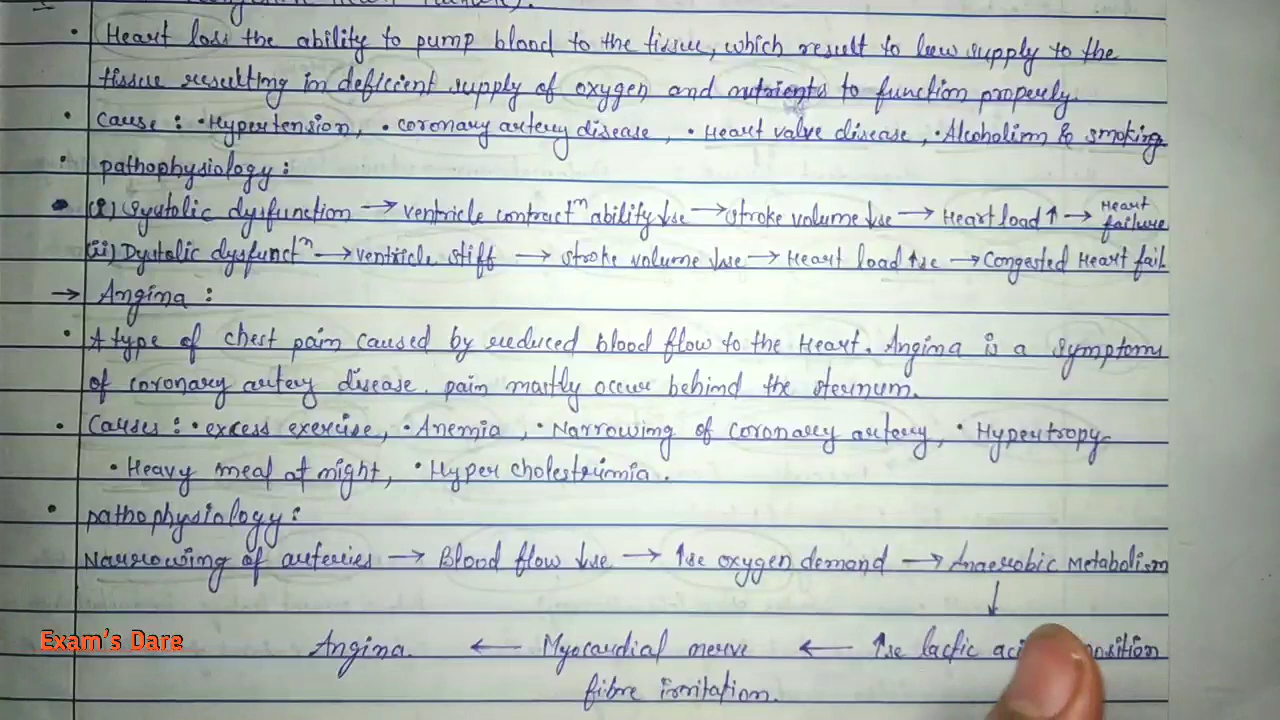 Heart Failure).
• Heart loss the ability to pump blood to the tissue, which result to low supply to the
tissue resulting in deficient supply of oxygen and nutrients to function properly.
• Cause : • Hypertension, • coronary artery disease, • Heart valve disease, • Alcoholism & smoking
• pathophysiology :
(i) Systolic dysfunction → ventricle contractⁿ ability ↓se → stroke volume ↓se → Heart load ↑ → Heart failure
(ii) Dystolic dysfunctⁿ → ventricle stiff → stroke volume ↓se → Heart load ↑se → Congested Heart fail
→ Angina :
• A type of chest pain caused by reduced blood flow to the Heart. Angina is a symptoms
of coronary artery disease. pain mostly occur behind the sternum.
• Causes : • excess exercise, • Anemia, • Narrowing of coronary artery, • Hypertropy
• Heavy meal at night, • Hyper cholestrimia.
• pathophysiology :
Narrowing of arteries → Blood flow ↓se → ↑se oxygen demand → Anaerobic metabolism
↓
Exam's Dare
Angina. ← Myocardial nerve ← ↑se lactic
fibre irritation.